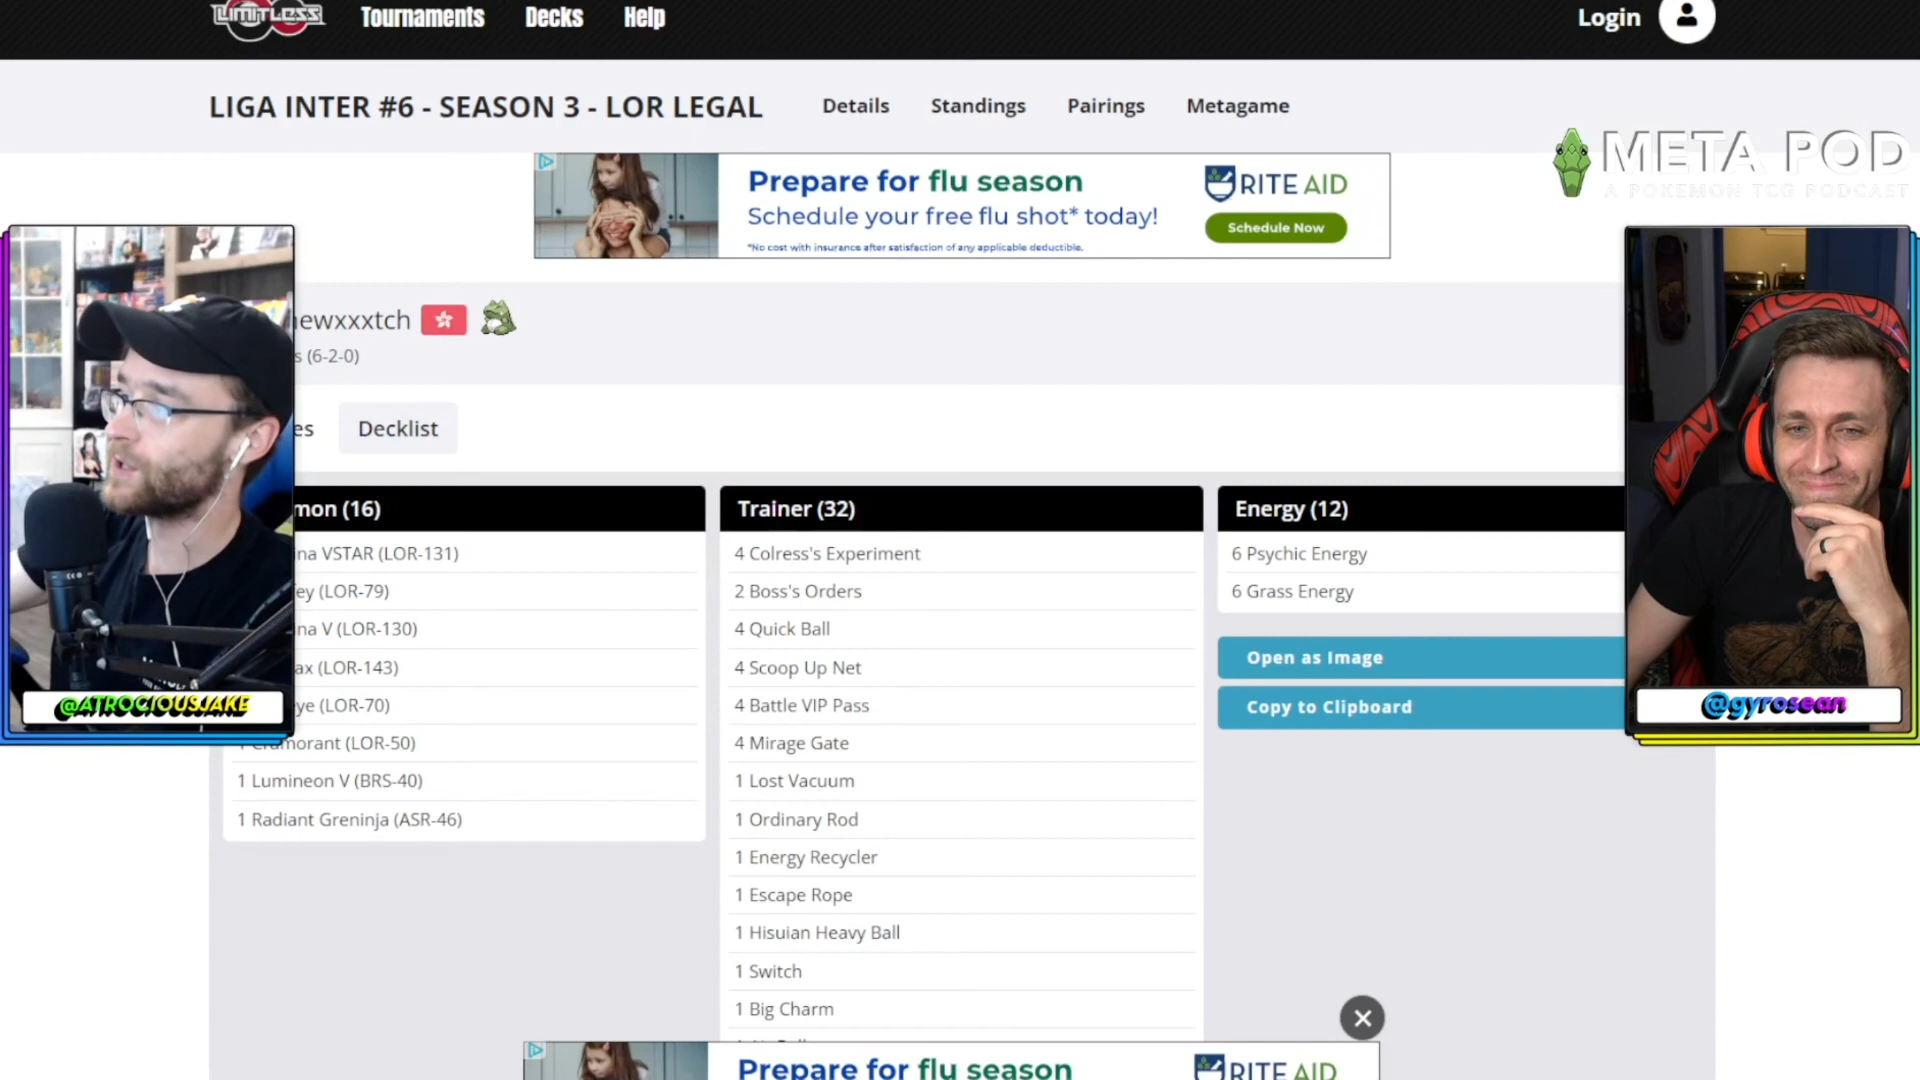 LIMITLESS
Tournaments
Decks
Help
Login
LIGA INTER #6 - SEASON 3 - LOR LEGAL
Details
Standings
Pairings
Metagame
META POD
A POKEMON TCG PODCAST
Prepare for flu season
Schedule your free flu shot* today!
*No cost with insurance after satisfaction of any applicable deductible.
RITE AID
Schedule Now
ewxxxtch
s (6-2-0)
es
Decklist
mon (16)
ina VSTAR (LOR-131)
ey (LOR-79)
ina V (LOR-130)
ax (LOR-143)
eye (LOR-70)
1 Cramorant (LOR-50)
1 Lumineon V (BRS-40)
1 Radiant Greninja (ASR-46)
Trainer (32)
4 Colress's Experiment
2 Boss's Orders
4 Quick Ball
4 Scoop Up Net
4 Battle VIP Pass
4 Mirage Gate
1 Lost Vacuum
1 Ordinary Rod
1 Energy Recycler
1 Escape Rope
1 Hisuian Heavy Ball
1 Switch
1 Big Charm
Energy (12)
6 Psychic Energy
6 Grass Energy
Open as Image
Copy to Clipboard
@ATROCIOUSJAKE
@gyrosean
Prepare for flu season
RITE AID